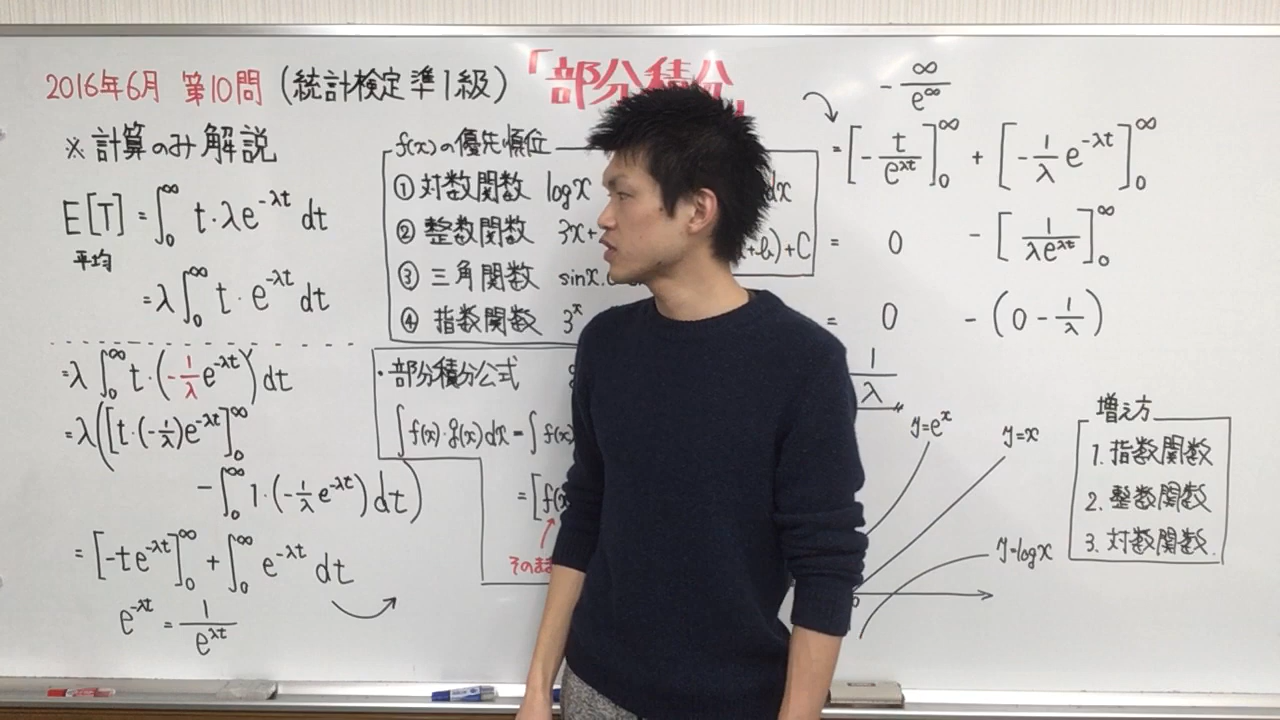 2016年6月 第10問 (統計検定準1級)
「部分積分」
※計算のみ解説
E[T] = ∫₀^∞ t·λe^{-λt} dt
平均
= λ∫₀^∞ t·e^{-λt} dt
= λ∫₀^∞ t·(-1/λ e^{-λt})' dt
= λ([t·(-1/λ)e^{-λt}]₀^∞
- ∫₀^∞ 1·(-1/λ e^{-λt}) dt)
= [-te^{-λt}]₀^∞ + ∫₀^∞ e^{-λt} dt
e^{-λt} = 1/e^{λt}
f(x)の優先順位
① 対数関数 logx
② 整数関数 3x+
③ 三角関数 sinx.
④ 指数関数 3^x
dx
+C
・部分積分公式
∫f(x)·g(x)dx = ∫f(x)
= [f(x)
そのまま
- ∞/e^∞
= [-t/e^{λt}]₀^∞ + [-1/λ e^{-λt}]₀^∞
= 0 - [1/λe^{λt}]₀^∞
= 0 - (0 - 1/λ)
1/λ
y=e^x
y=x
y=logx
増え方
1. 指数関数
2. 整数関数
3. 対数関数.